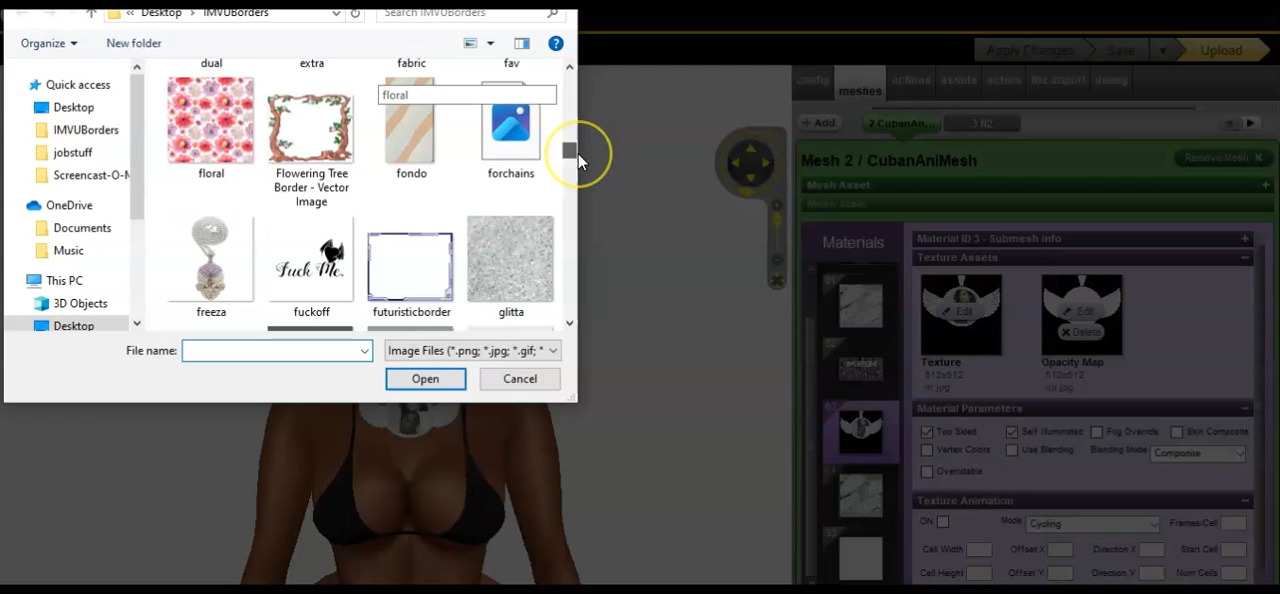 Desktop > IMVUBorders
Search IMVUBorders
Organize
New folder
Apply Changes
Save
Upload
dual
extra
fabric
fav
config
meshes
actions
assets
actors
fbx import
debug
Quick access
Desktop
IMVUBorders
jobstuff
Screencast-O-M
OneDrive
Documents
Music
This PC
3D Objects
Desktop
floral
floral
Flowering Tree
Border - Vector
Image
fondo
forchains
Fuck Me.
freeza
fuckoff
futuristicborder
glitta
File name:
Image Files (*.png; *.jpg; *.gif; *
Open
Cancel
+ Add
2 CubanAn...
3 N2
Mesh 2 / CubanAniMesh
Remove Mesh
Mesh Asset
Mesh Scale
Materials
01
02
Material ID 3 - Submesh Info
Texture Assets
Edit
Edit
Delete
Texture
512x512
Opacity Map
512x512
op.jpg
Material Parameters
Two Sided
Self Illuminated
Fog Override
Skin Composite
Vertex Colors
Use Blending
Blending Mode
Composite
Overridable
Texture Animation
ON
Mode
Cycling
Frames/Cell
Cell Width
Offset X
Direction X
Start Cell
Cell Height
Offset Y
Direction Y
Num Cells